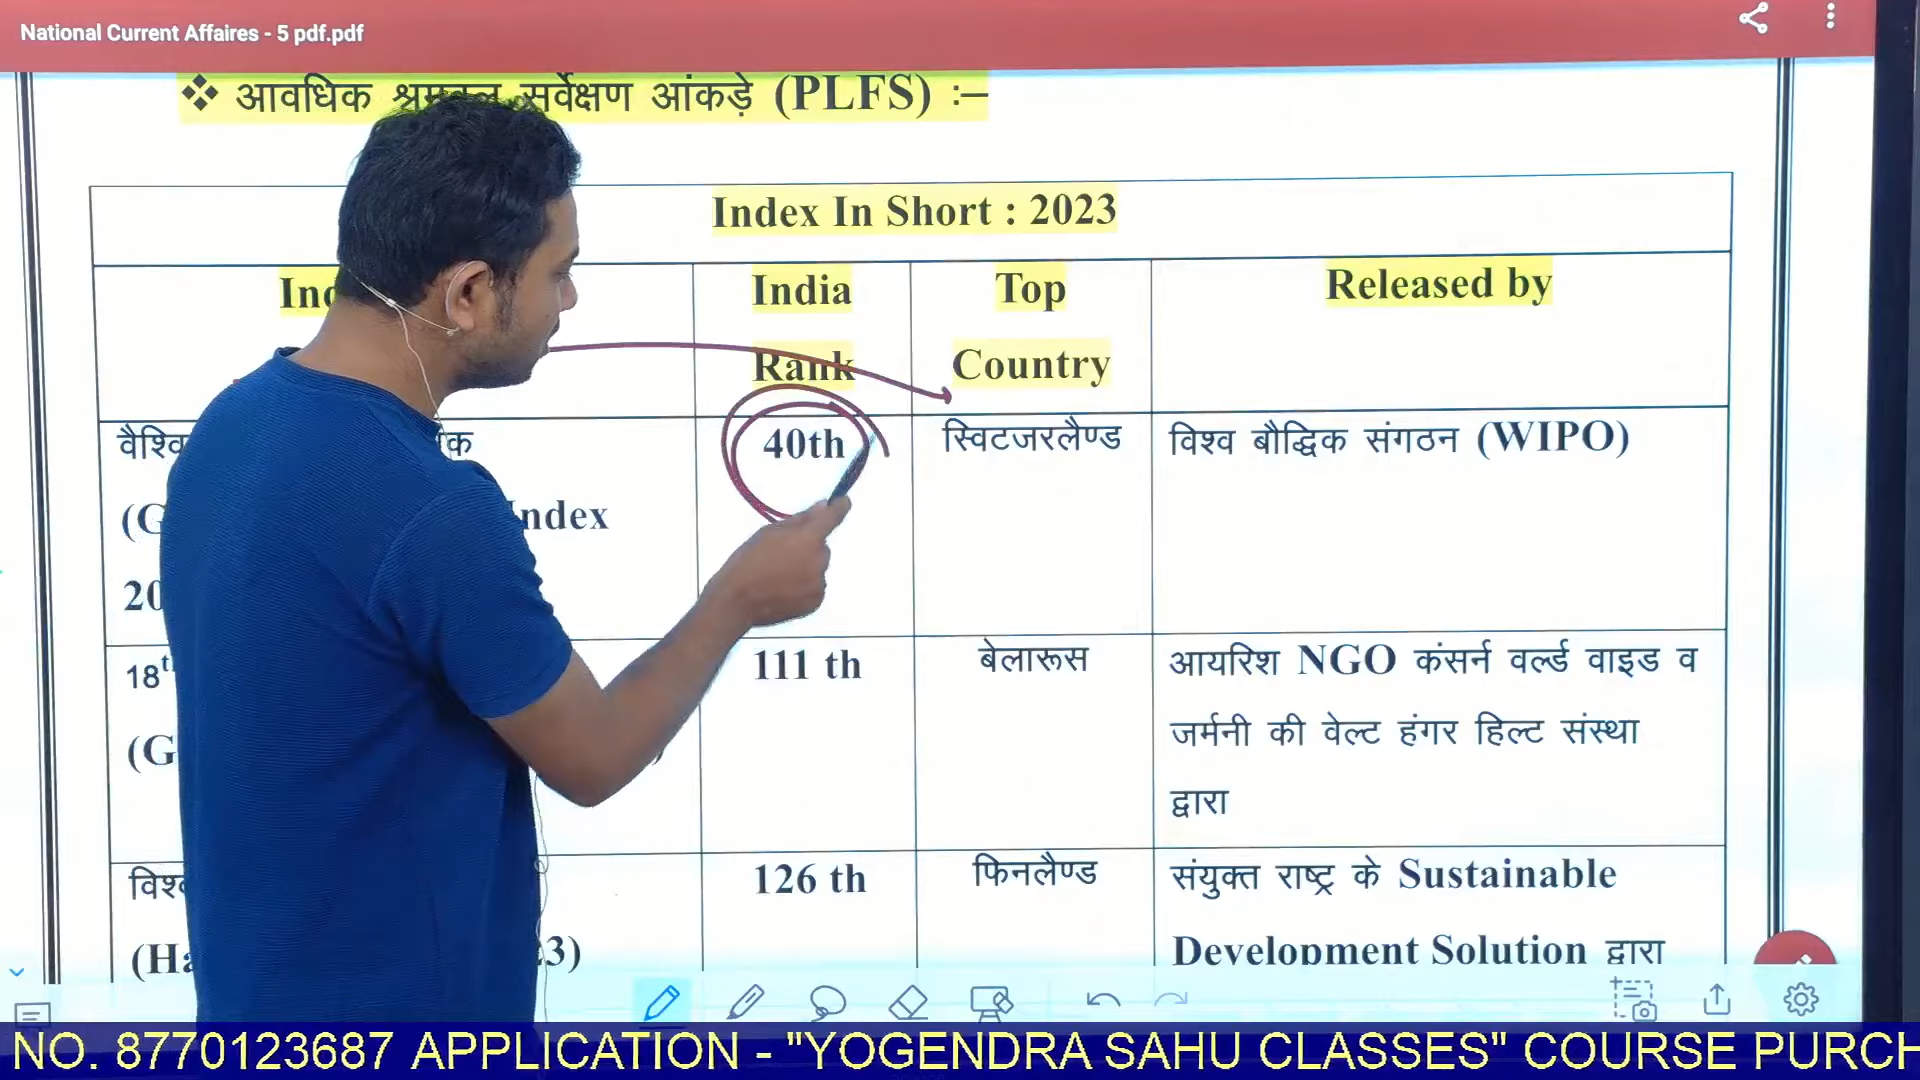 National Current Affaires - 5 pdf.pdf
❖ आवधिक श्रमबल सर्वेक्षण आंकड़े (PLFS) :–
Index In Short : 2023
India Rank
Top Country
Released by
40th
स्विटजरलैण्ड
विश्व बौद्धिक संगठन (WIPO)
111 th
बेलारूस
आयरिश NGO कंसर्न वर्ल्ड वाइड व
जर्मनी की वेल्ट हंगर हिल्ट संस्था
द्वारा
18th
126 th
फिनलैण्ड
संयुक्त राष्ट्र के Sustainable
Development Solution द्वारा
NO. 8770123687 APPLICATION - "YOGENDRA SAHU CLASSES" COURSE PURCH